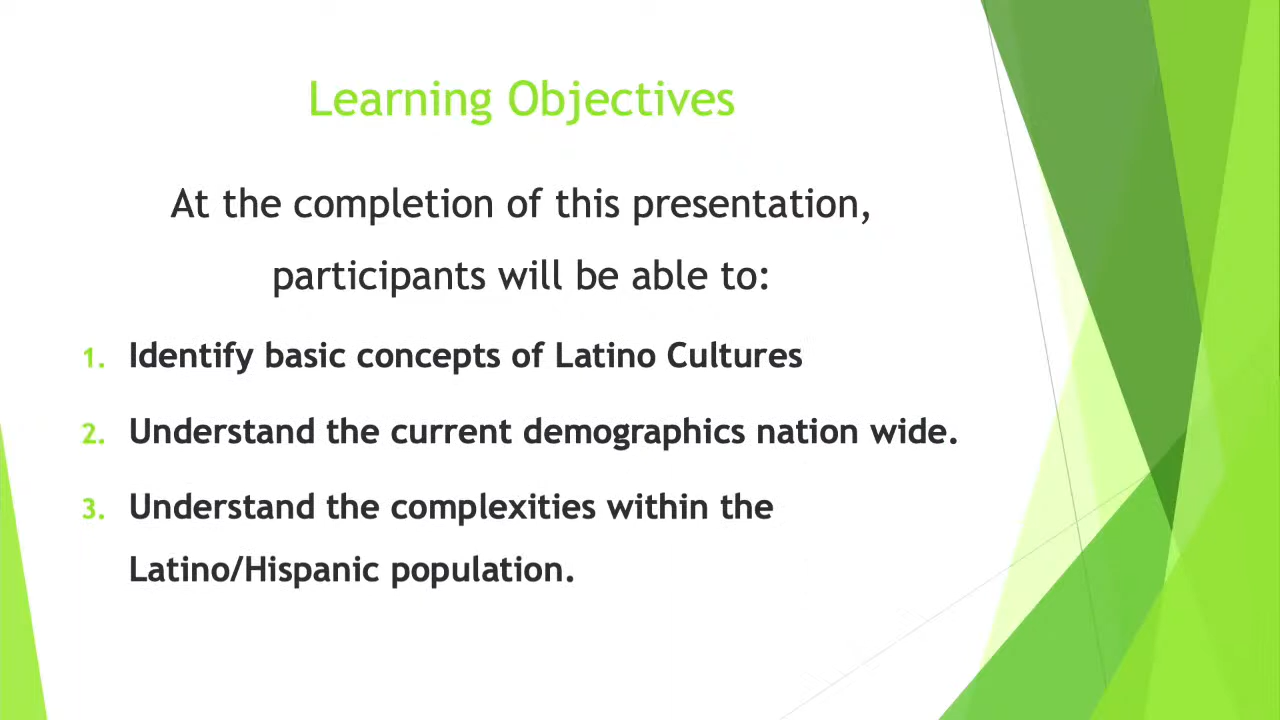 Learning Objectives
At the completion of this presentation,
participants will be able to:
1. Identify basic concepts of Latino Cultures
2. Understand the current demographics nation wide.
3. Understand the complexities within the
Latino/Hispanic population.